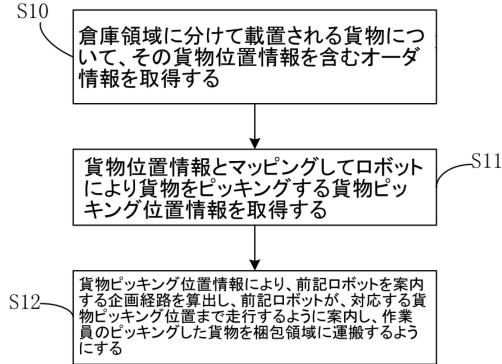 S10
倉庫領域に分けて載置される貨物につ
いて、その貨物位置情報を含むオーダ
情報を取得する
貨物位置情報とマッピングしてロボット
により貨物をピッキングする貨物ピッ
キング位置情報を取得する
S11
S12
貨物ピッキング位置情報により、前記ロボットを案内
する企画経路を算出し、前記ロボットが、対応する貨
物ピッキング位置まで走行するように案内し、作業
員のピッキングした貨物を梱包領域に運搬するよう
にする